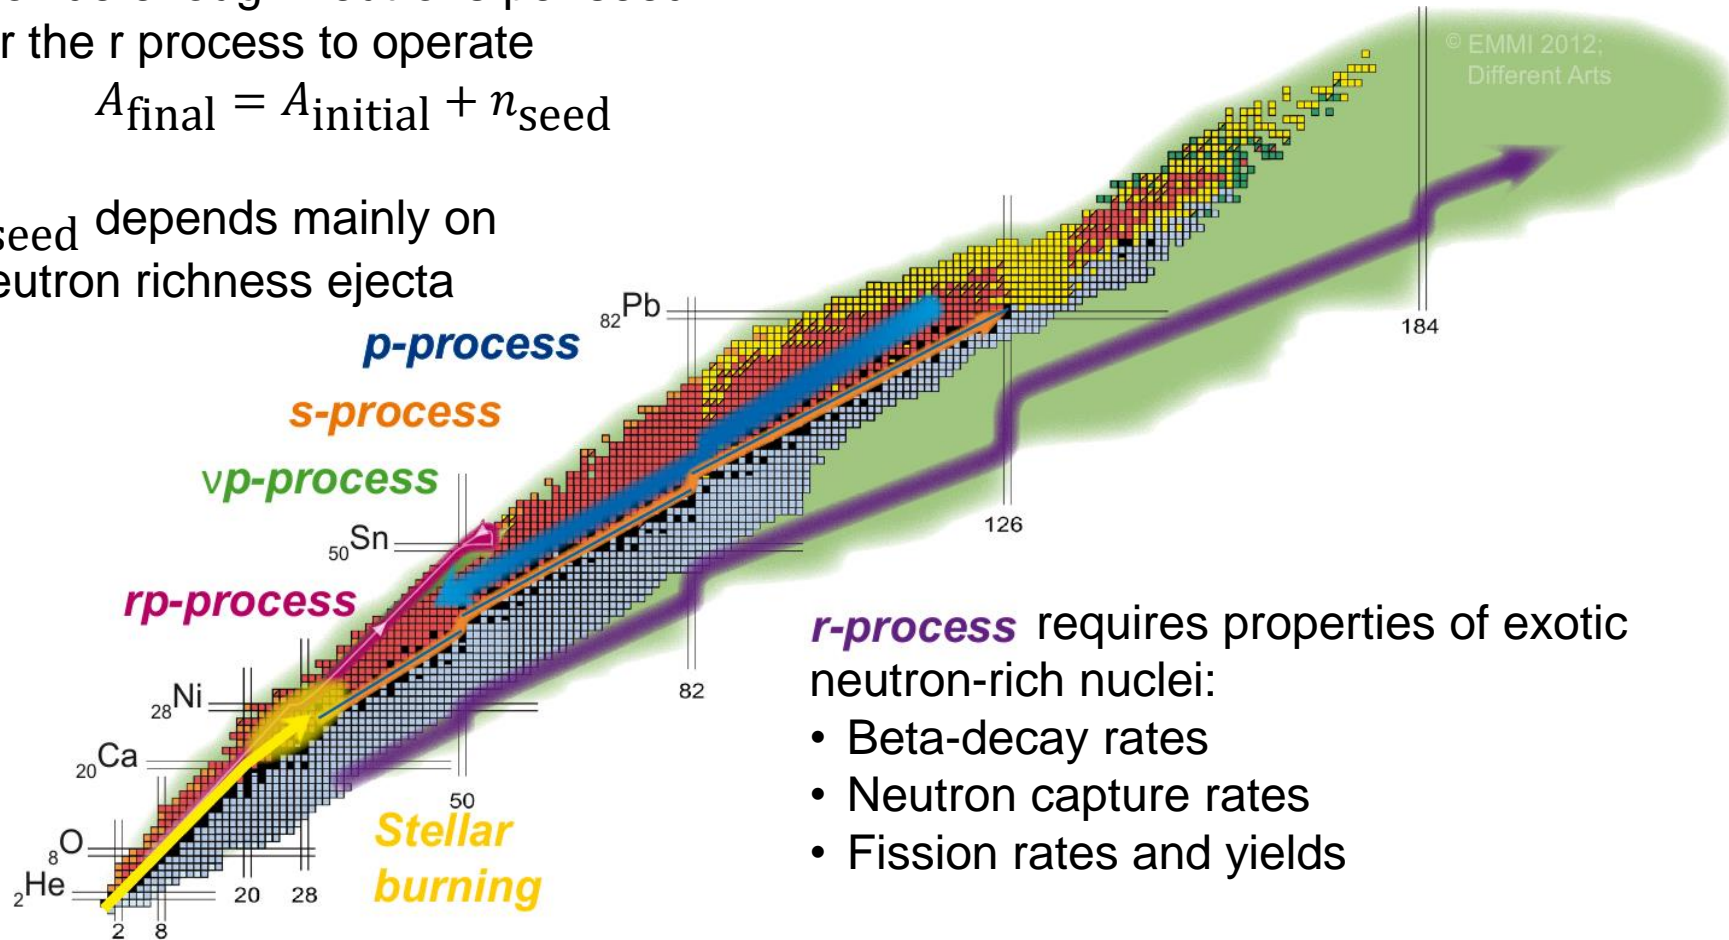 r the r process to operate
A_final = A_initial + n_seed
seed depends mainly on
eutron richness ejecta
© EMMI 2012;
Different Arts
82Pb
184
p-process
s-process
νp-process
50Sn
126
rp-process
r-process requires properties of exotic
neutron-rich nuclei:
• Beta-decay rates
• Neutron capture rates
• Fission rates and yields
82
28Ni
20Ca
50
Stellar
burning
8O
2He
20
28
2
8